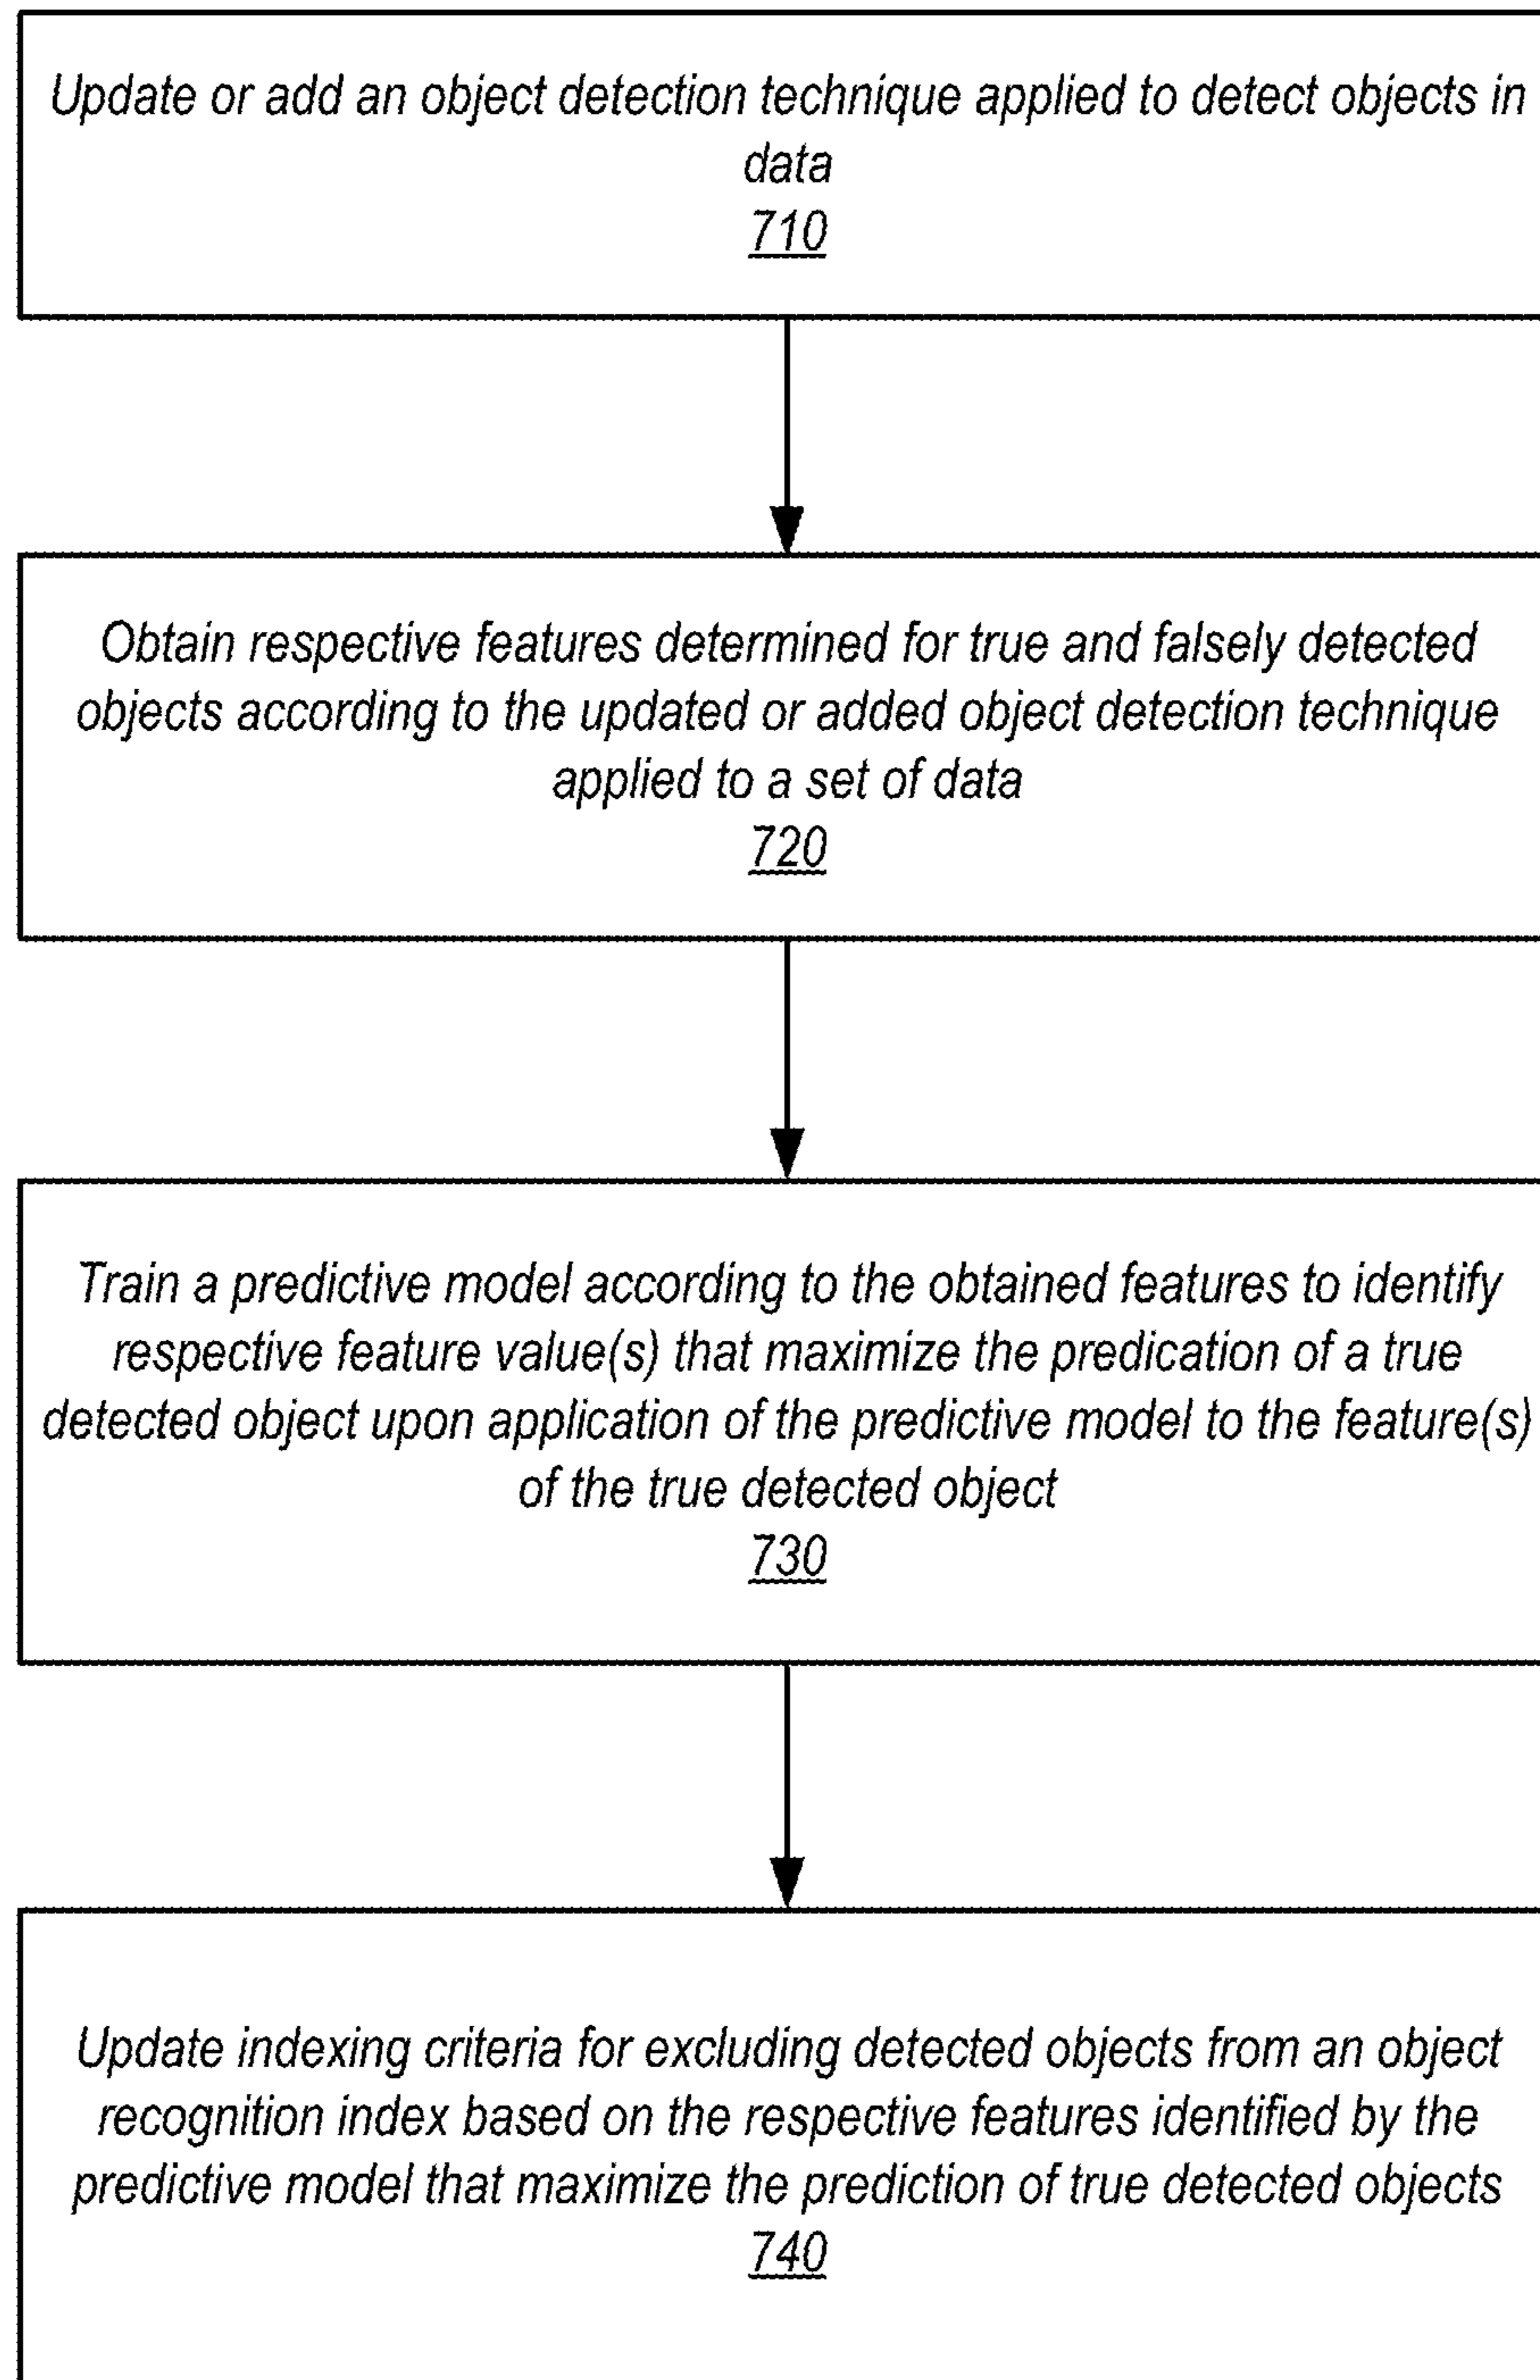 Update or add an object detection technique applied to detect objects in
data
710
Obtain respective features determined for true and falsely detected
objects according to the updated or added object detection technique
applied to a set of data
720
Train a predictive model according to the obtained features to identify
respective feature value(s) that maximize the predication of a true
detected object upon application of the predictive model to the feature(s)
of the true detected object
730
Update indexing criteria for excluding detected objects from an object
recognition index based on the respective features identified by the
predictive model that maximize the prediction of true detected objects
740